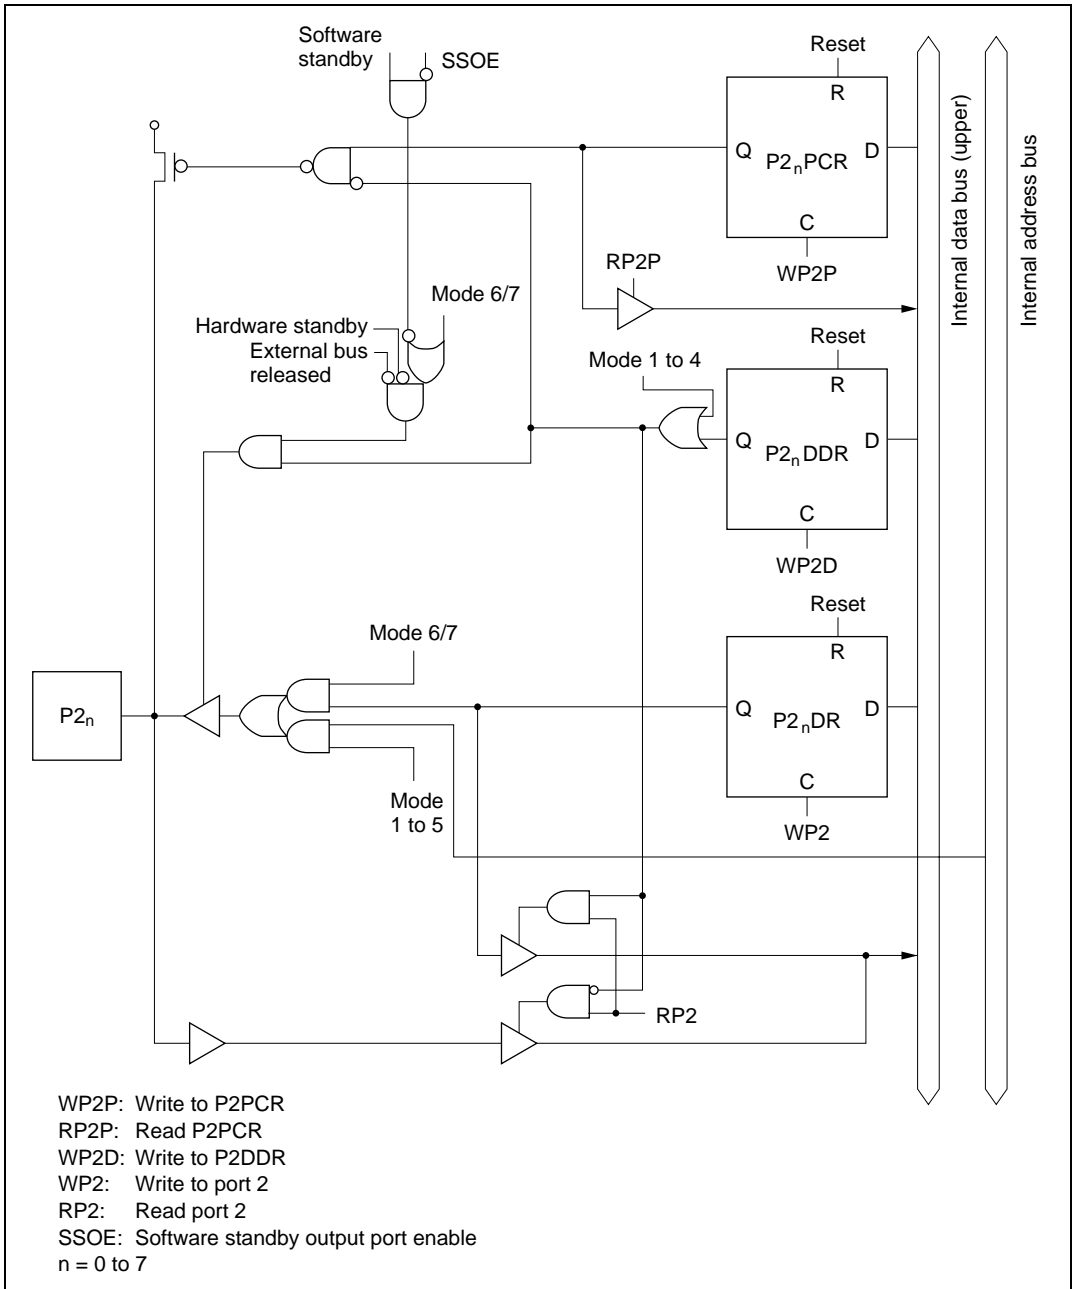 Software
standby
SSOE
Reset
R
Q
P2nPCR
D
C
WP2P
RP2P
Mode 6/7
Hardware standby
External bus
released
Mode 1 to 4
Reset
R
Q
P2nDDR
D
C
WP2D
Internal data bus (upper)
Internal address bus
Reset
R
Mode 6/7
P2n
Q
P2nDR
D
C
WP2
Mode
1 to 5
RP2
WP2P: Write to P2PCR
RP2P: Read P2PCR
WP2D: Write to P2DDR
WP2: Write to port 2
RP2: Read port 2
SSOE: Software standby output port enable
n = 0 to 7